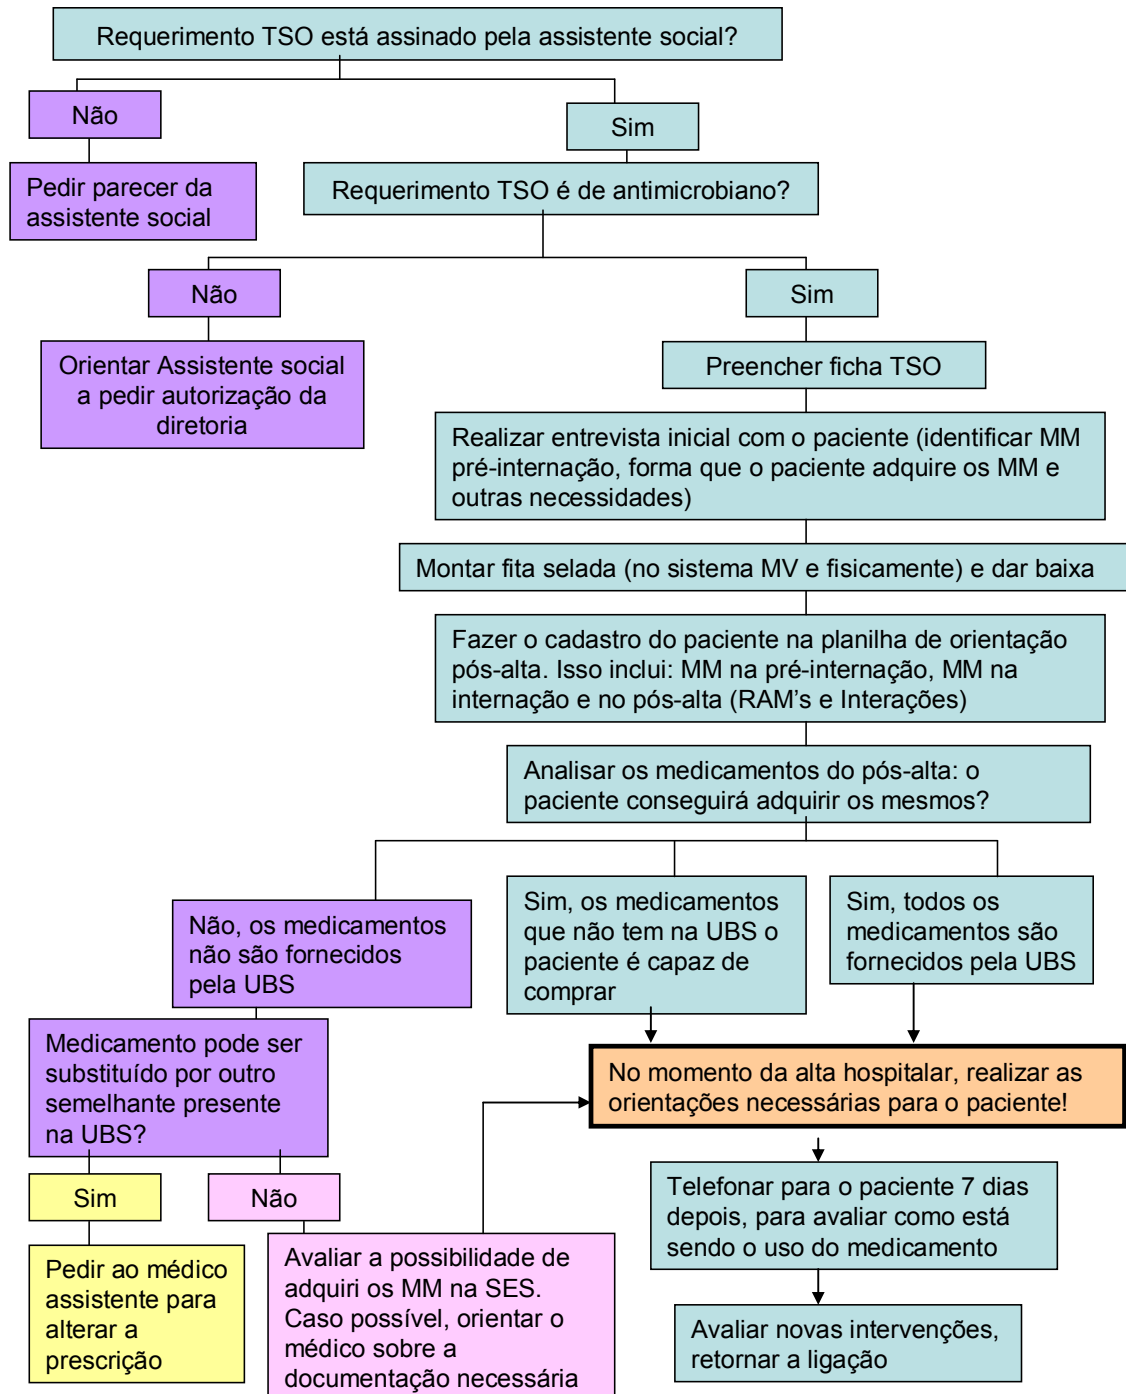 Requerimento TSO está assinado pela assistente social?
Não
Sim
Pedir parecer da
assistente social
Requerimento TSO é de antimicrobiano?
Não
Sim
Orientar Assistente social
a pedir autorização da
diretoria
Preencher ficha TSO
Realizar entrevista inicial com o paciente (identificar MM
pré-internação, forma que o paciente adquire os MM e
outras necessidades)
Montar fita selada (no sistema MV e fisicamente) e dar baixa
Fazer o cadastro do paciente na planilha de orientação
pós-alta. Isso inclui: MM na pré-internação, MM na
internação e no pós-alta (RAM's e Interações)
Analisar os medicamentos do pós-alta: o
paciente conseguirá adquirir os mesmos?
Não, os medicamentos
não são fornecidos
pela UBS
Sim, os medicamentos
que não tem na UBS o
paciente é capaz de
comprar
Sim, todos os
medicamentos são
fornecidos pela UBS
Medicamento pode ser
substituído por outro
semelhante presente
na UBS?
No momento da alta hospitalar, realizar as
orientações necessárias para o paciente!
Sim
Não
Telefonar para o paciente 7 dias
depois, para avaliar como está
sendo o uso do medicamento
Pedir ao médico
assistente para
alterar a
prescrição
Avaliar a possibilidade de
adquiri os MM na SES.
Caso possível, orientar o
médico sobre a
documentação necessária
Avaliar novas intervenções,
retornar a ligação